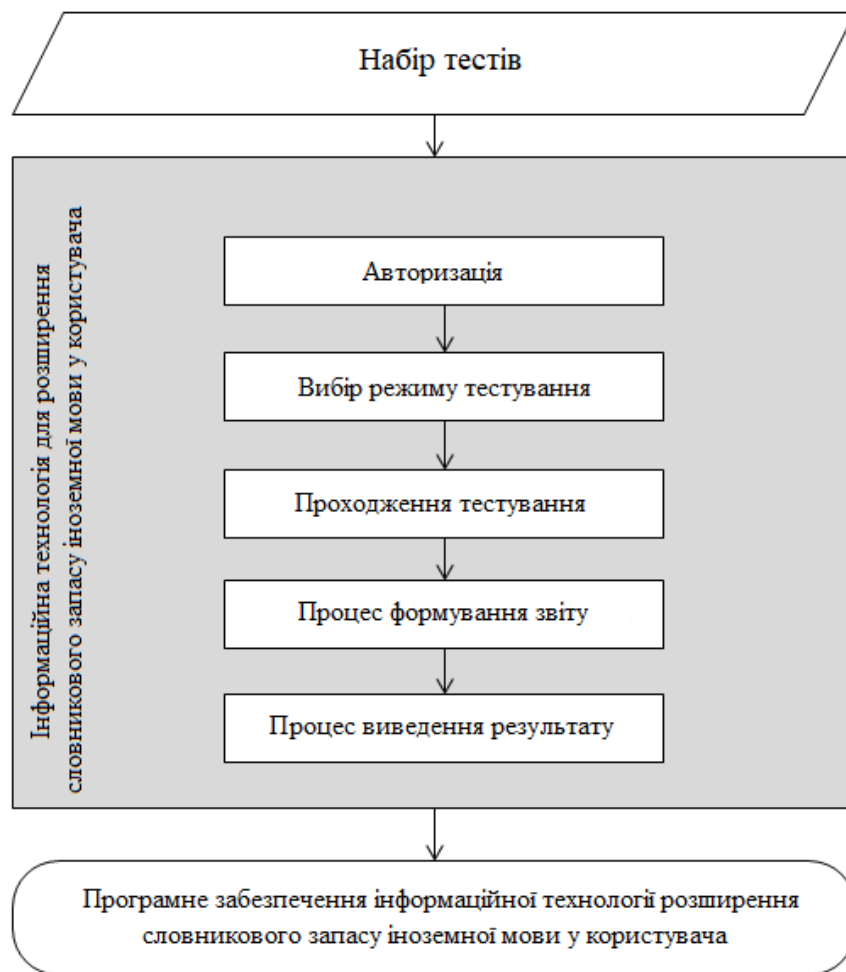 Набір тестів
Інформаційна технологія для розширення
словникового запасу іноземної мови у користувача
Авторизація
Вибір режиму тестування
Проходження тестування
Процес формування звіту
Процес виведення результату
Програмне забезпечення інформаційної технології розширення
словникового запасу іноземної мови у користувача